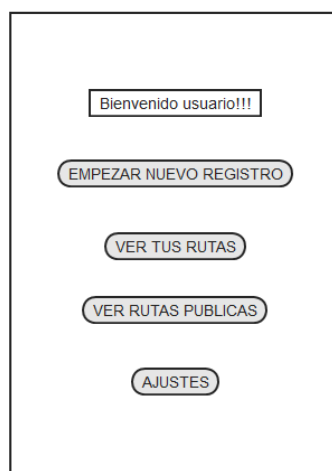 Bienvenido usuario!!!
EMPEZAR NUEVO REGISTRO
VER TUS RUTAS
VER RUTAS PUBLICAS
AJUSTES